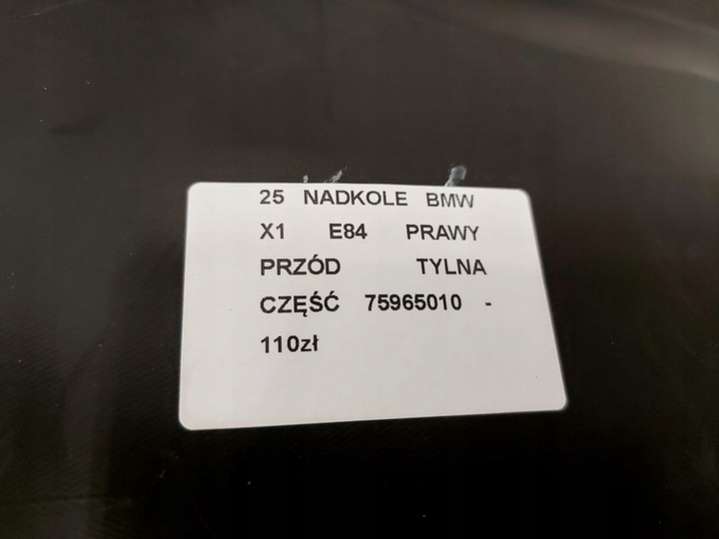 25 NADKOLE BMW
X1 E84 PRAWY
PRZÓD TYLNA
CZĘŚĆ 75965010 -
110zł